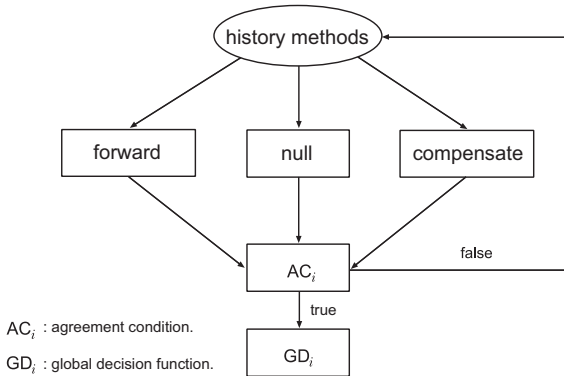 history methods
forward
null
compensate
false
AC_i
true
AC_i : agreement condition.
GD_i
GD_i : global decision function.